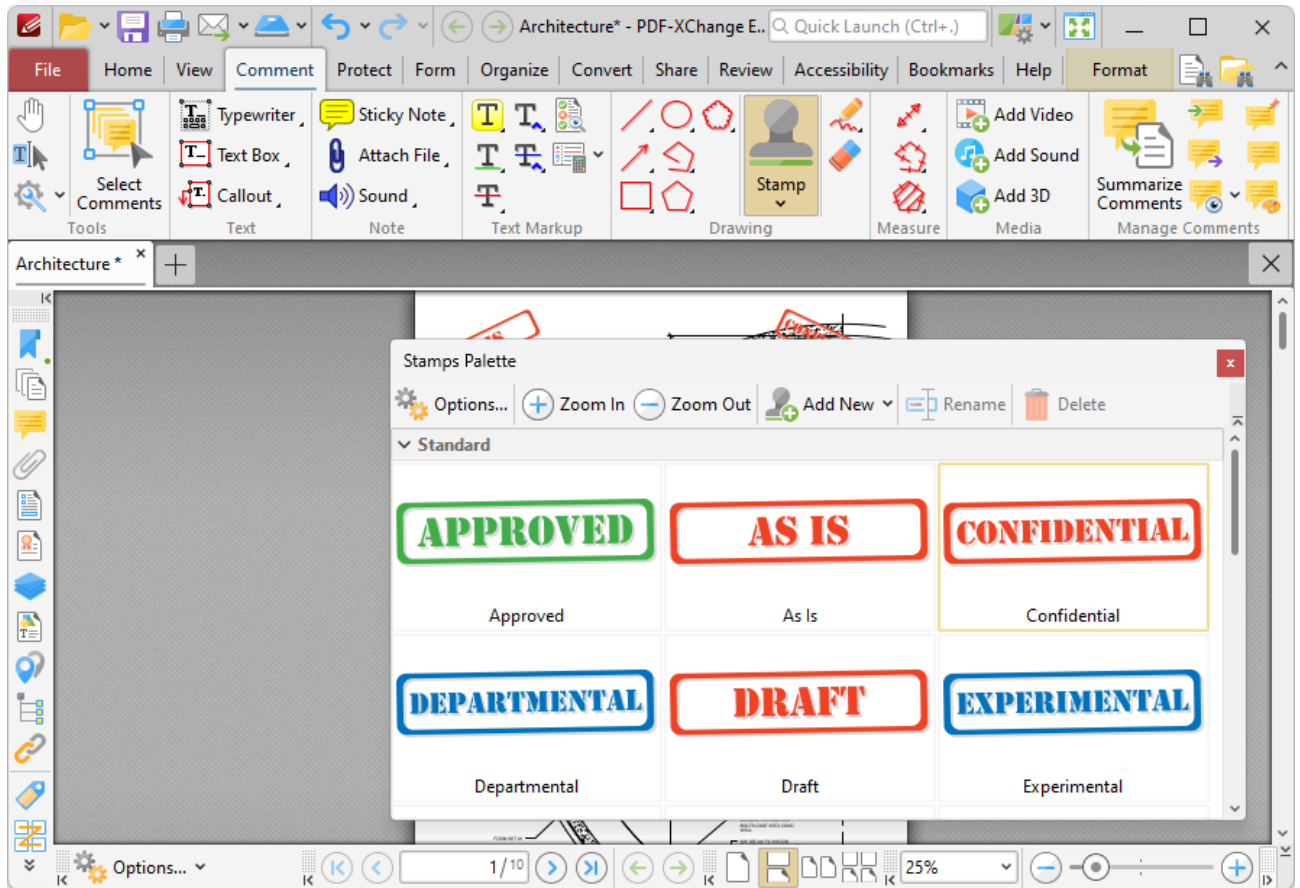 Architecture* - PDF-XChange E.. Quick Launch (Ctrl+.)
File Home View Comment Protect Form Organize Convert Share Review Accessibility Bookmarks Help Format
Typewriter Sticky Note Add Video
Text Box Attach File Add Sound
Select Comments Callout Sound Stamp Add 3D Summarize Comments
Tools Text Note Text Markup Drawing Measure Media Manage Comments
Architecture *
Stamps Palette
Options... Zoom In Zoom Out Add New Rename Delete
Standard
APPROVED AS IS CONFIDENTIAL
Approved As Is Confidential
DEPARTMENTAL DRAFT EXPERIMENTAL
Departmental Draft Experimental
Options... 1/10 25%